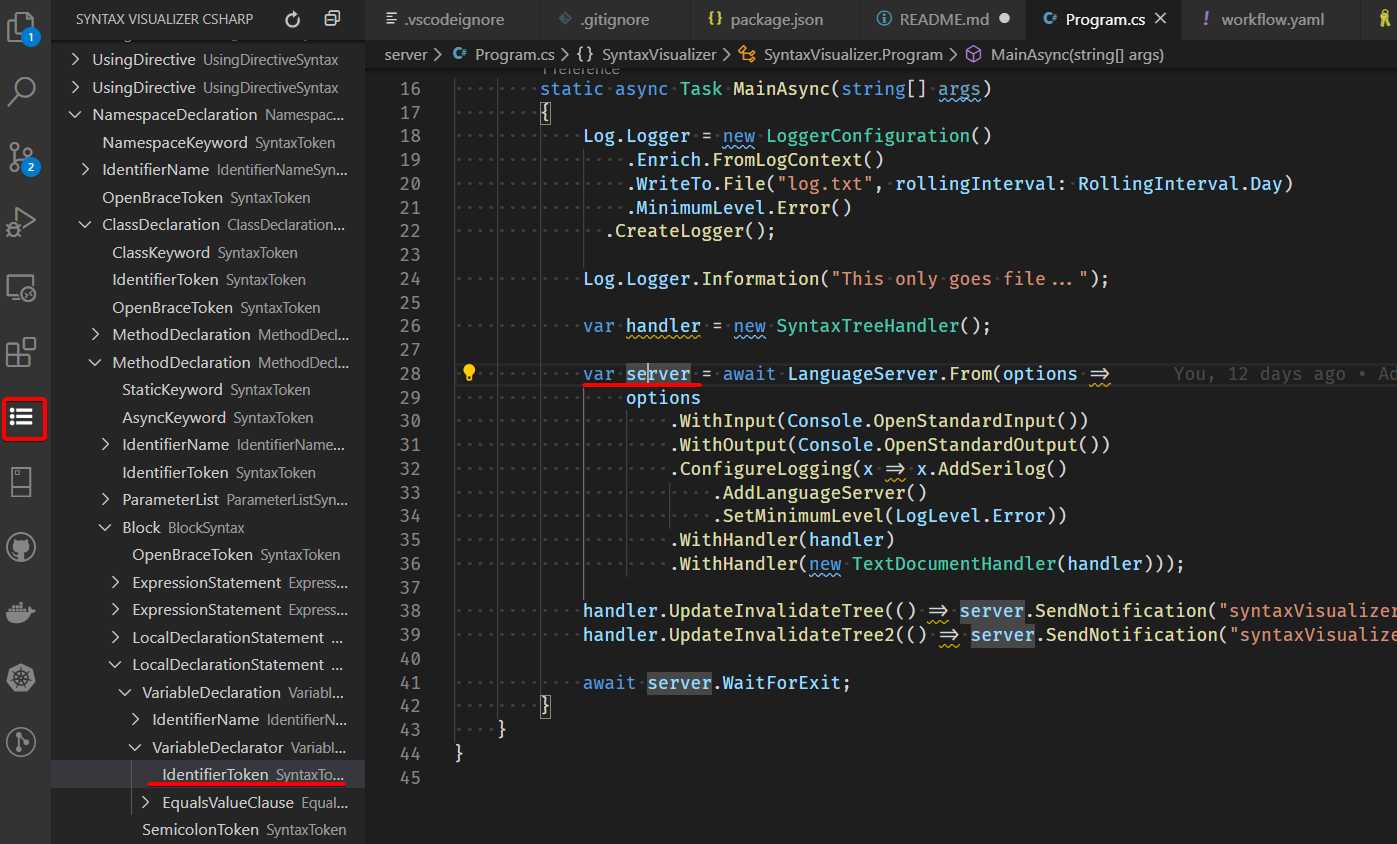 SYNTAX VISUALIZER CSHARP
.vscodeignore
.gitignore
{} package.json
README.md
C# Program.cs
! workflow.yaml
1
2
UsingDirective UsingDirectiveSyntax
UsingDirective UsingDirectiveSyntax
NamespaceDeclaration Namespac...
NamespaceKeyword SyntaxToken
IdentifierName IdentifierNameSyn...
OpenBraceToken SyntaxToken
ClassDeclaration ClassDeclaration...
ClassKeyword SyntaxToken
IdentifierToken SyntaxToken
OpenBraceToken SyntaxToken
MethodDeclaration MethodDecl...
MethodDeclaration MethodDecl...
StaticKeyword SyntaxToken
AsyncKeyword SyntaxToken
IdentifierName IdentifierName...
IdentifierToken SyntaxToken
ParameterList ParameterListSyn...
Block BlockSyntax
OpenBraceToken SyntaxToken
ExpressionStatement Express...
ExpressionStatement Express...
LocalDeclarationStatement ...
LocalDeclarationStatement ...
VariableDeclaration Variabl...
IdentifierName IdentifierN...
VariableDeclarator Variabl...
IdentifierToken SyntaxTo...
EqualsValueClause Equal...
SemicolonToken SyntaxToken
server > C# Program.cs > {} SyntaxVisualizer > SyntaxVisualizer.Program > MainAsync(string[] args)
1 reference
16 static async Task MainAsync(string[] args)
17 {
18 Log.Logger = new LoggerConfiguration()
19 .Enrich.FromLogContext()
20 .WriteTo.File("log.txt", rollingInterval: RollingInterval.Day)
21 .MinimumLevel.Error()
22 .CreateLogger();
23
24 Log.Logger.Information("This only goes file...");
25
26 var handler = new SyntaxTreeHandler();
27
28 var server = await LanguageServer.From(options => You, 12 days ago • Ad
29 options
30 .WithInput(Console.OpenStandardInput())
31 .WithOutput(Console.OpenStandardOutput())
32 .ConfigureLogging(x => x.AddSerilog()
33 .AddLanguageServer()
34 .SetMinimumLevel(LogLevel.Error))
35 .WithHandler(handler)
36 .WithHandler(new TextDocumentHandler(handler)));
37
38 handler.UpdateInvalidateTree(() => server.SendNotification("syntaxVisualizer
39 handler.UpdateInvalidateTree2(() => server.SendNotification("syntaxVisualize
40
41 await server.WaitForExit;
42 }
43 }
44 }
45